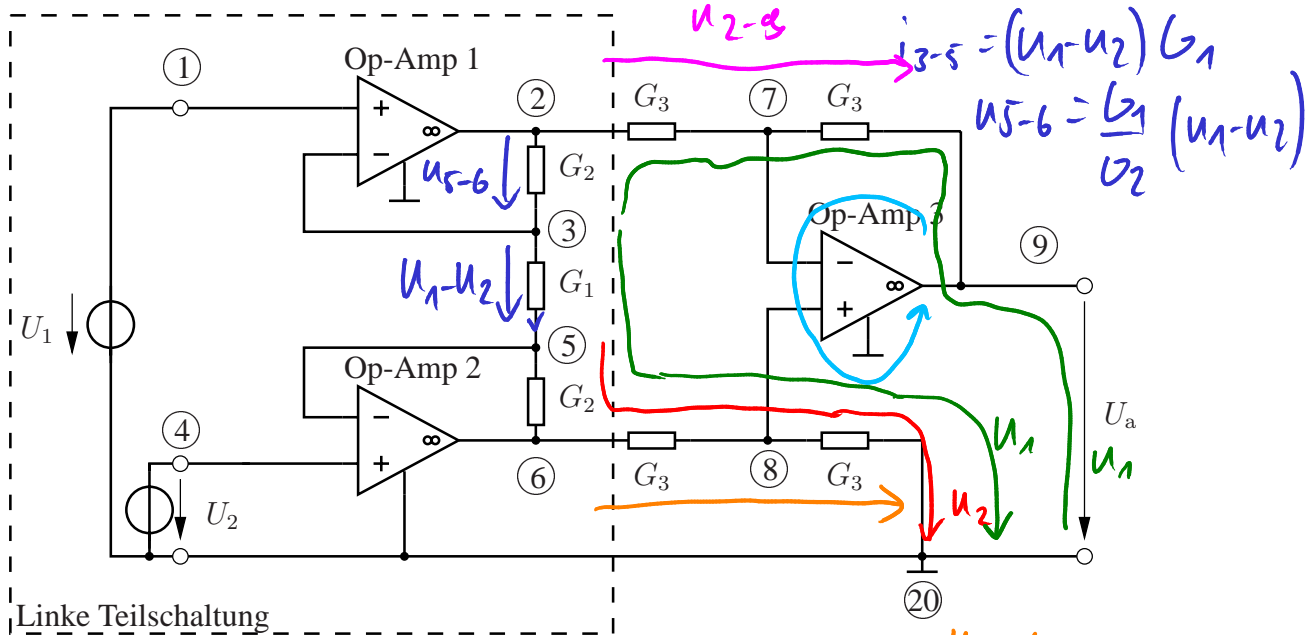 u2-9
i3-5 = (u1-u2) G1
u5-6 = G1/G2 (u1-u2)
①
Op-Amp 1
②
G3
⑦
G3
+
∞
−
u5-6
G2
③
Op-Amp 3
⑨
u1-u2
G1
−
∞
+
U1
⑤
Op-Amp 2
G2
Ua
④
−
∞
+
⑥
G3
⑧
G3
u1
u1
U2
u2
⑳
Linke Teilschaltung